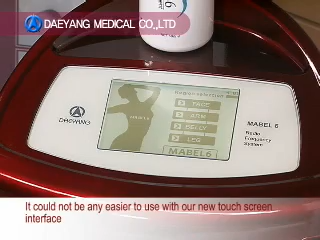 DAEYANG MEDICAL CO.,LTD
FACE
ARM
BELLY
LEG
MABEL 6
DAEYANG
MABEL 6
Radio
Frequency
System
It could not be any easier to use with our new touch screen
interface